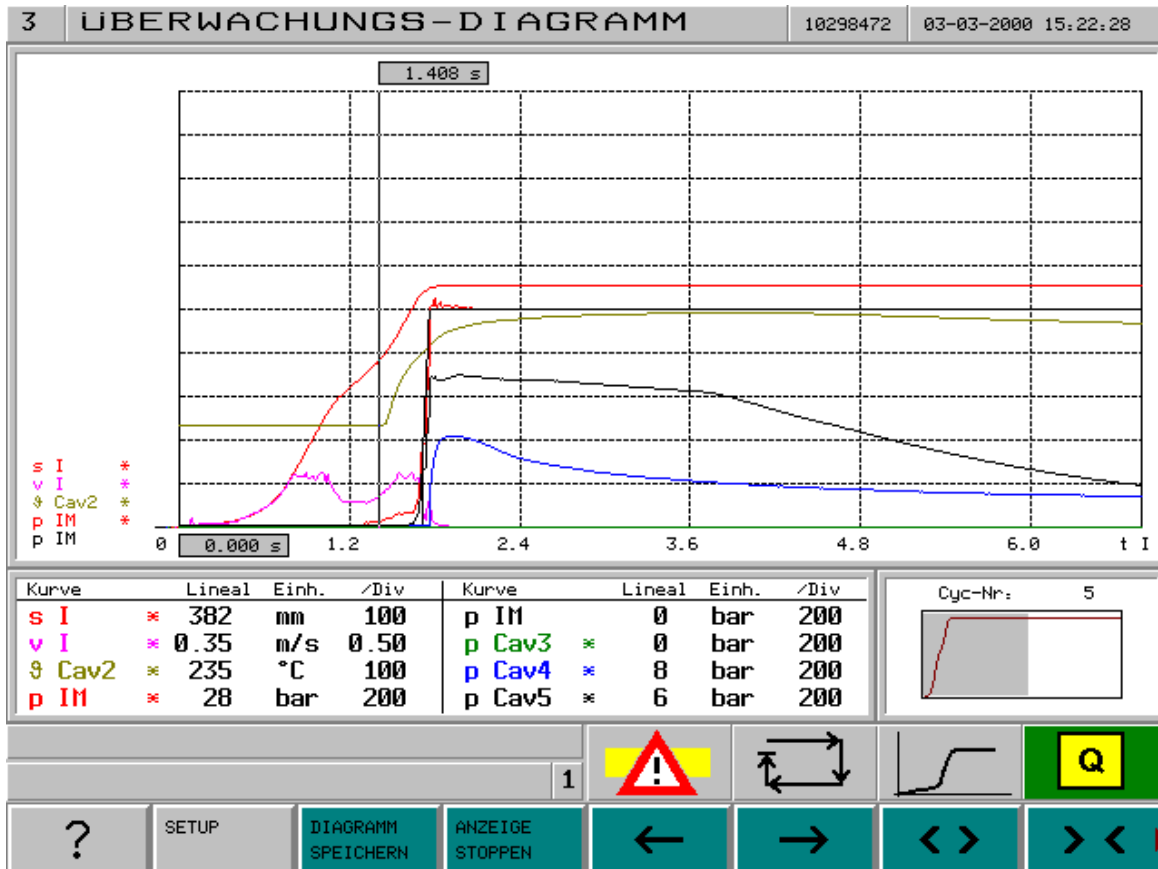 3 ÜBERWACHUNGS-DIAGRAMM 10298472 03-03-2000 15:22:28
1.408 s
s I *
v I *
ϑ Cav2 *
p IM *
p IM
0 0.000 s 1.2 2.4 3.6 4.8 6.0 t I
Kurve Lineal Einh. /Div Kurve Lineal Einh. /Div
s I * 382 mm 100 p IM 0 bar 200
v I * 0.35 m/s 0.50 p Cav3 * 0 bar 200
ϑ Cav2 * 235 °C 100 p Cav4 * 8 bar 200
p IM * 28 bar 200 p Cav5 * 6 bar 200
Cyc-Nr: 5
!
Q
1
? SETUP DIAGRAMM SPEICHERN ANZEIGE STOPPEN ← → < > > <